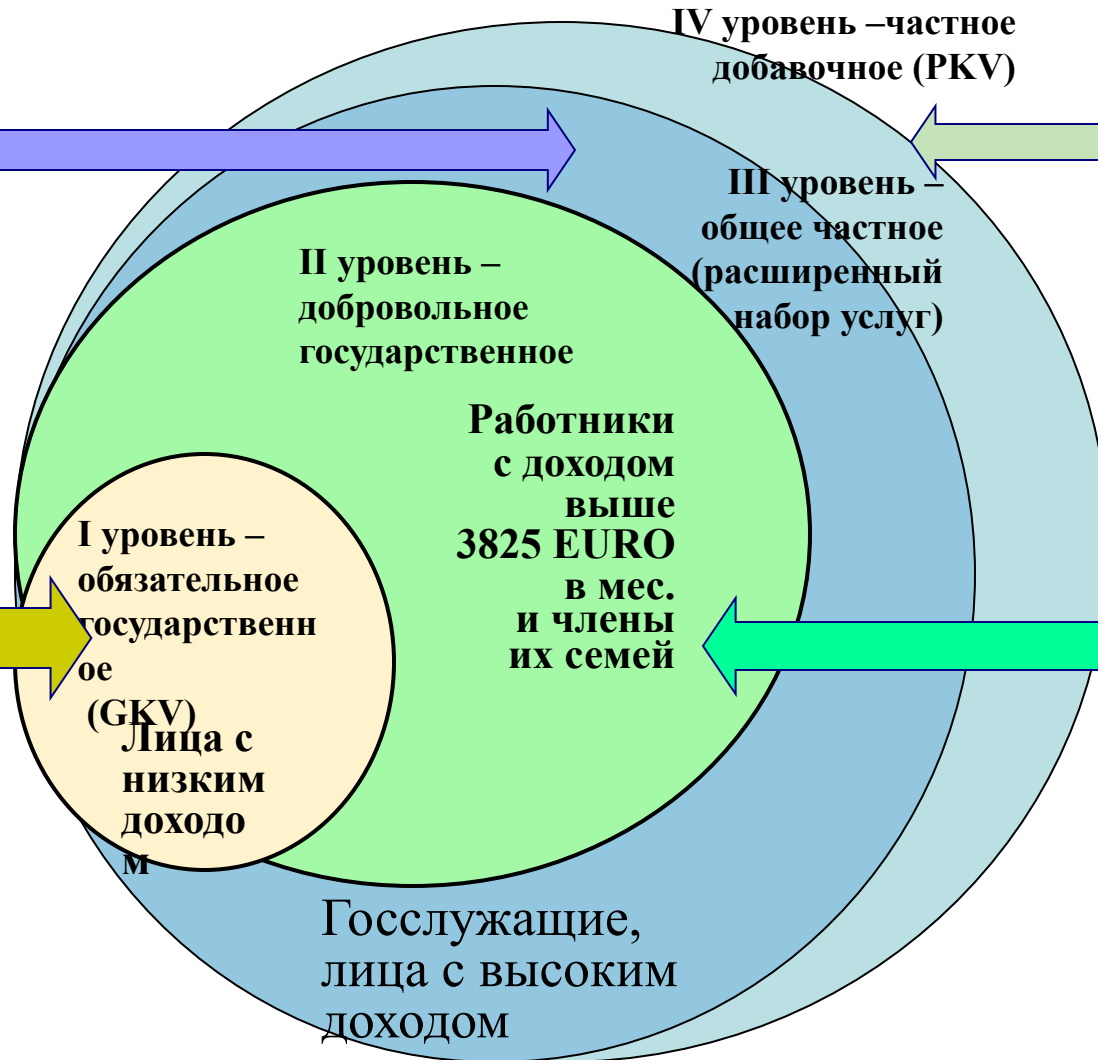 IV уровень –частное
добавочное (PKV)
III уровень –
общее частное
(расширенный
набор услуг)
II уровень –
добровольное
государственное
Работники
с доходом
выше
3825 EURO
в мес.
и члены
их семей
I уровень –
обязательное
государственн
ое
(GKV)
Лица с
низким
доходо
м
Госслужащие,
лица с высоким
доходом